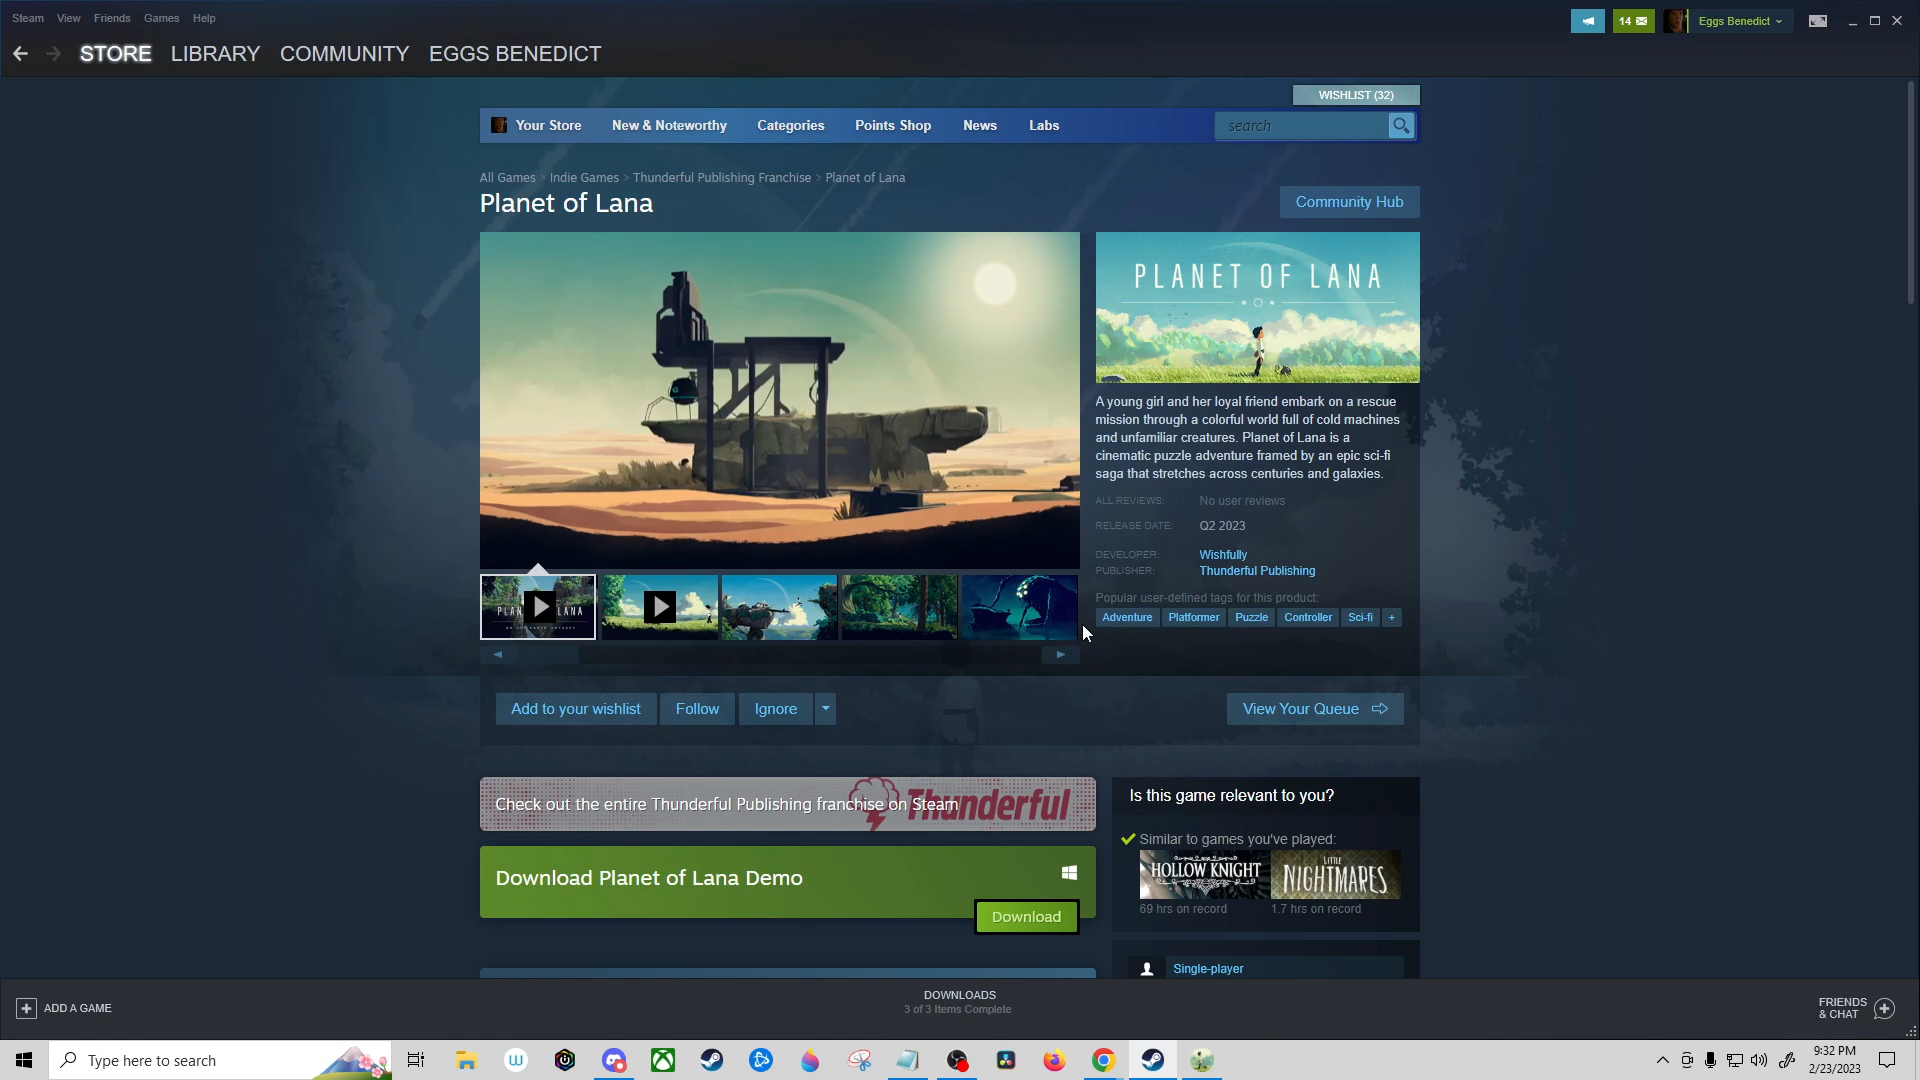 Steam View Friends Games Help
14
Eggs Benedict
STORE LIBRARY COMMUNITY EGGS BENEDICT
WISHLIST (32)
Your Store New & Noteworthy Categories Points Shop News Labs
search
All Games > Indie Games > Thunderful Publishing Franchise > Planet of Lana
Planet of Lana
Community Hub
PLANET OF LANA
A young girl and her loyal friend embark on a rescue
mission through a colorful world full of cold machines
and unfamiliar creatures. Planet of Lana is a
cinematic puzzle adventure framed by an epic sci-fi
saga that stretches across centuries and galaxies.
ALL REVIEWS: No user reviews
RELEASE DATE: Q2 2023
DEVELOPER: Wishfully
PUBLISHER: Thunderful Publishing
Popular user-defined tags for this product:
Adventure Platformer Puzzle Controller Sci-fi +
Add to your wishlist Follow Ignore
View Your Queue
Check out the entire Thunderful Publishing franchise on Steam
Thunderful
Download Planet of Lana Demo
Download
Is this game relevant to you?
Similar to games you've played:
HOLLOW KNIGHT
LITTLE
NIGHTMARES
69 hrs on record 1.7 hrs on record
Single-player
ADD A GAME
DOWNLOADS
3 of 3 Items Complete
FRIENDS
& CHAT
Type here to search
9:32 PM
2/23/2023